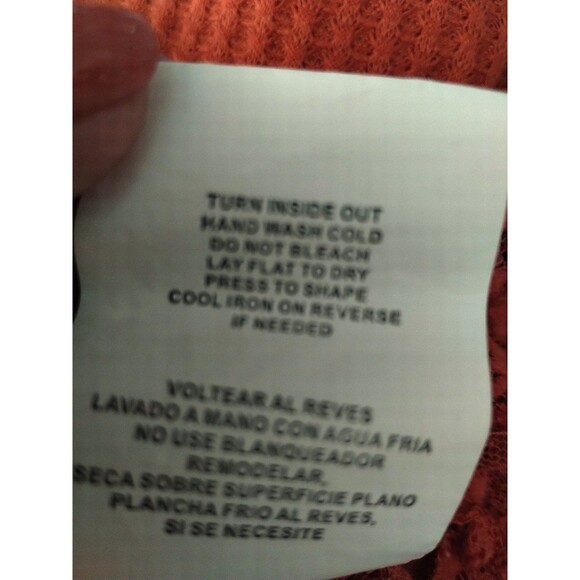 TURN INSIDE OUT
HAND WASH COLD
DO NOT BLEACH
LAY FLAT TO DRY
PRESS TO SHAPE
COOL IRON ON REVERSE
IF NEEDED
VOLTEAR AL REVES
LAVADO A MANO CON AGUA FRIA
NO USE BLANQUEADOR
REMODELAR,
SECA SOBRE SUPERFICIE PLANO
PLANCHA FRIO AL REVES,
SI SE NECESITE